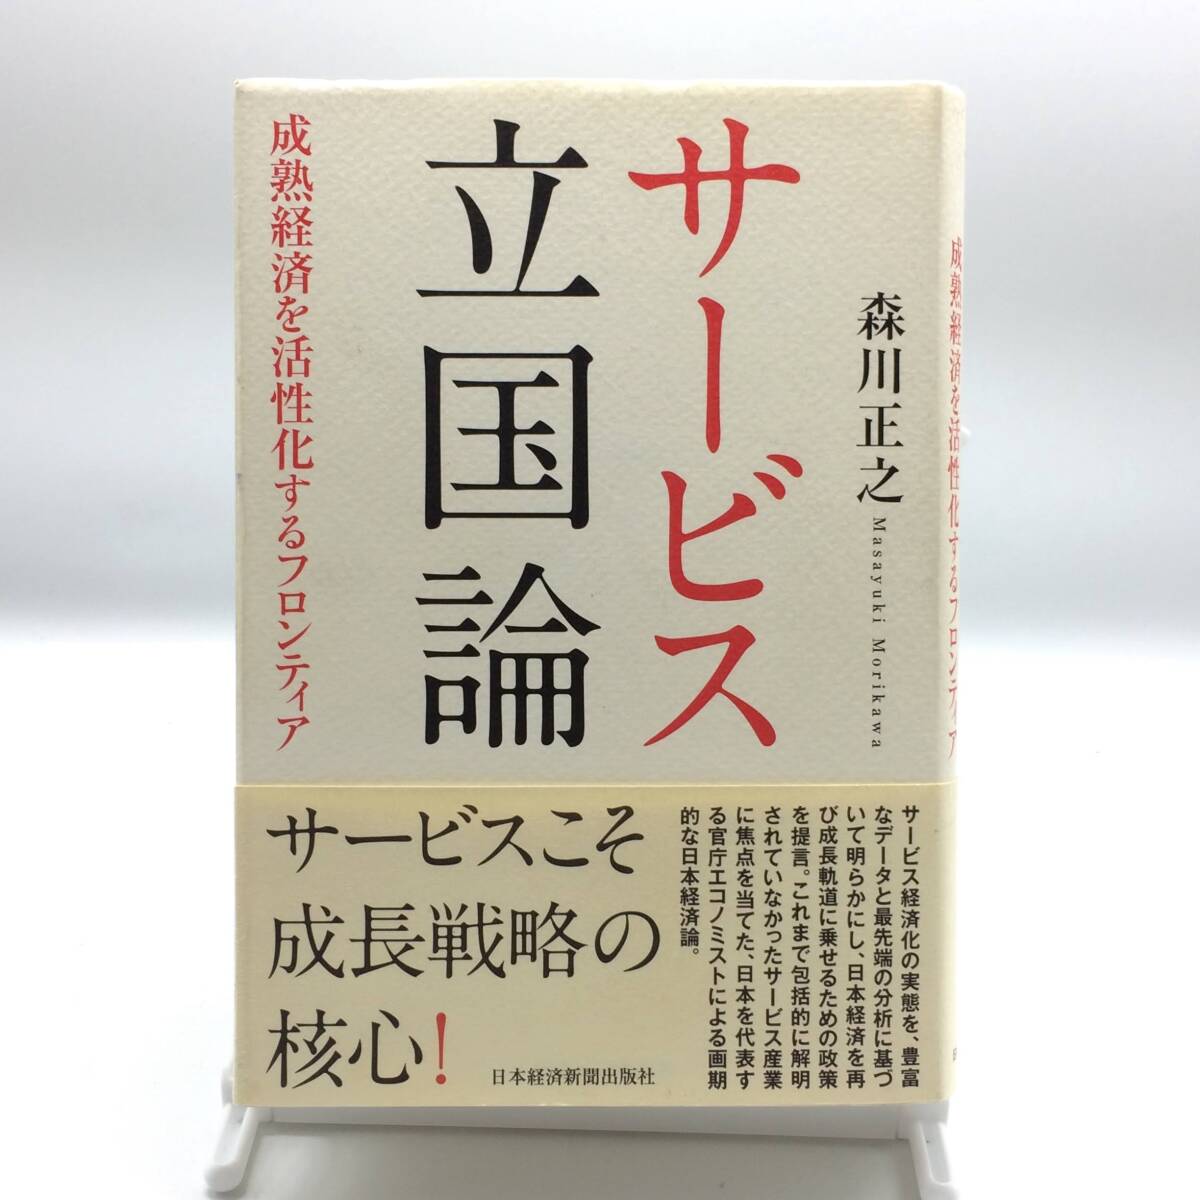 サービス
立国論
成熟経済を活性化するフロンティア
森川正之
Masayuki Morikawa
成熟経済を活性化するフロンティア
サービスこそ
成長戦略の
核心!
日本経済新聞出版社
サービス経済化の実態を、豊富
なデータと最先端の分析に基づ
いて明らかにし、日本経済を再
び成長軌道に乗せるための政策
を提言。これまで包括的に解明
されていなかったサービス産業
に焦点を当てた、日本を代表す
る官庁エコノミストによる画期
的な日本経済論。